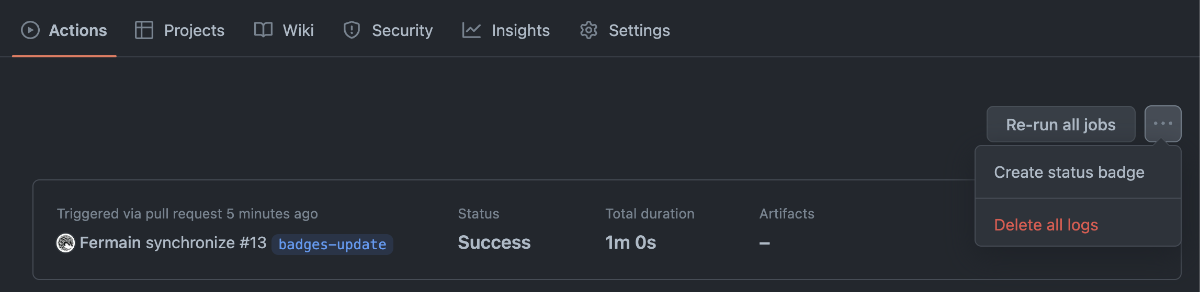 Actions Projects Wiki Security Insights Settings
Re-run all jobs ...
Create status badge
Delete all logs
Triggered via pull request 5 minutes ago Status Total duration Artifacts
Fermain synchronize #13 badges-update Success 1m 0s –